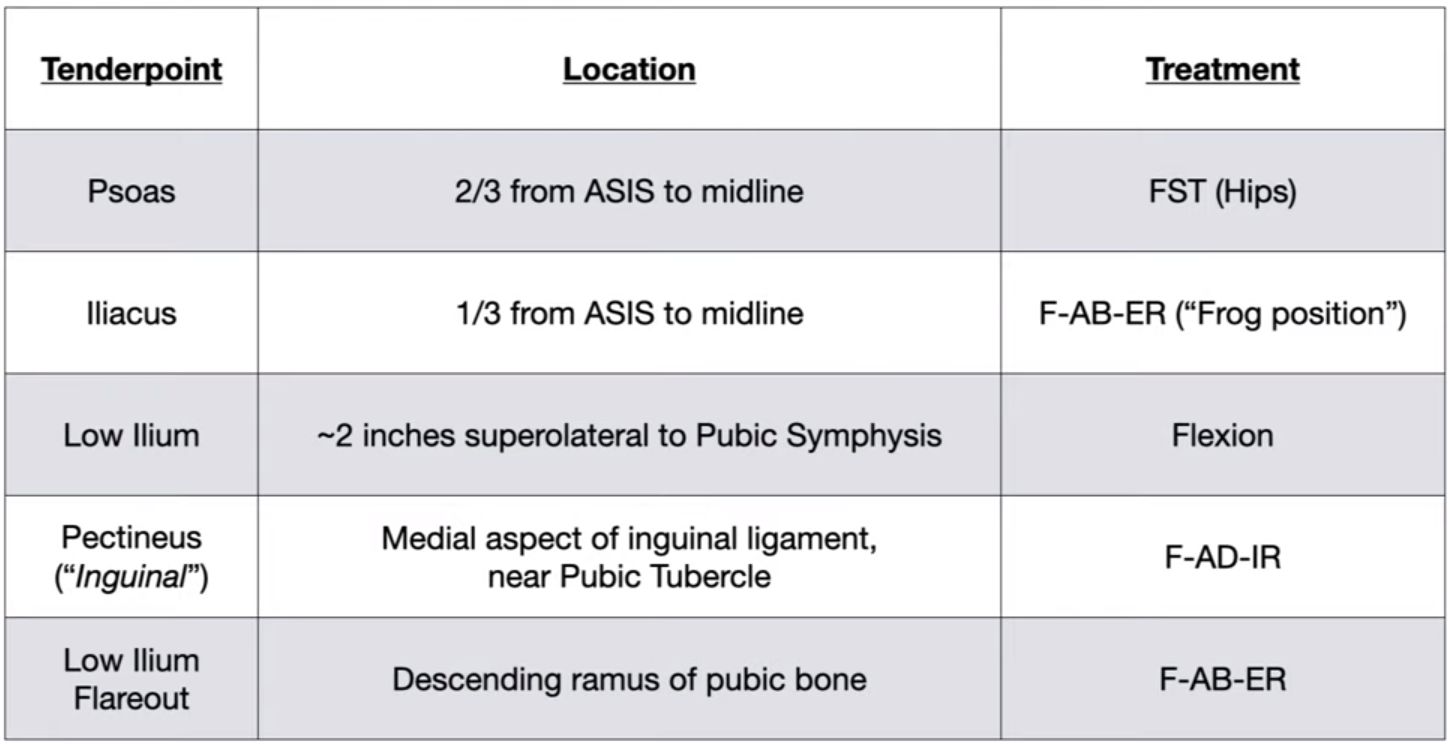 Tenderpoint Location Treatment
Psoas 2/3 from ASIS to midline FST (Hips)
Iliacus 1/3 from ASIS to midline F-AB-ER (“Frog position”)
Low Ilium ~2 inches superolateral to Pubic Symphysis Flexion
Pectineus
(“Inguinal”)
Medial aspect of inguinal ligament,
near Pubic Tubercle
F-AD-IR
Low Ilium
Flareout
Descending ramus of pubic bone
F-AB-ER